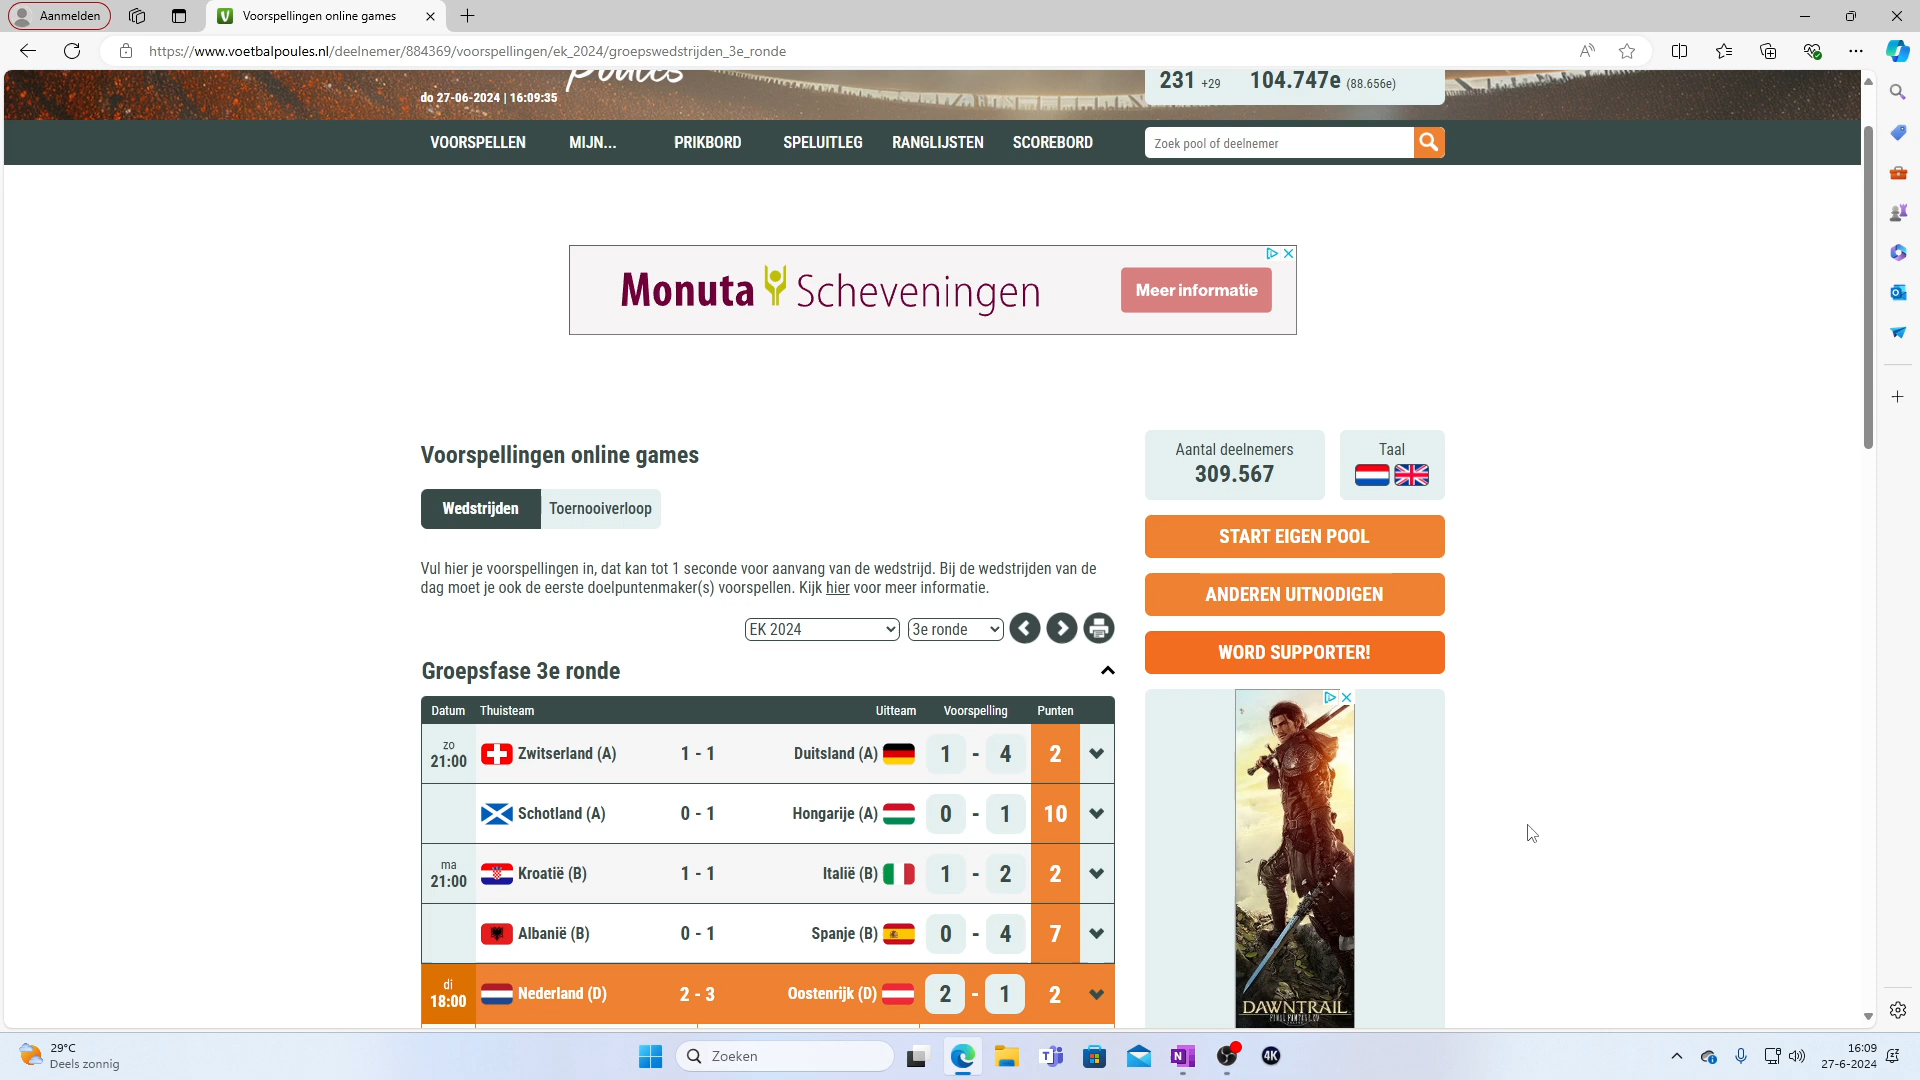 Aanmelden
Voorspellingen online games
https://www.voetbalpoules.nl/deelnemer/884369/voorspellingen/ek_2024/groepswedstrijden_3e_ronde
Poules
do 27-06-2024 | 16:09:35
231 +29 104.747e (88.656e)
VOORSPELLEN MIJN... PRIKBORD SPELUITLEG RANGLIJSTEN SCOREBORD
Zoek pool of deelnemer
Monuta Scheveningen
Meer informatie
Voorspellingen online games
Wedstrijden Toernooiverloop
Vul hier je voorspellingen in, dat kan tot 1 seconde voor aanvang van de wedstrijd. Bij de wedstrijden van de
dag moet je ook de eerste doelpuntenmaker(s) voorspellen. Kijk hier voor meer informatie.
EK 2024 3e ronde
Groepsfase 3e ronde
Datum Thuisteam Uitteam Voorspelling Punten
zo
21:00 Zwitserland (A) 1 - 1 Duitsland (A) 1 - 4 2
Schotland (A) 0 - 1 Hongarije (A) 0 - 1 10
ma
21:00 Kroatië (B) 1 - 1 Italië (B) 1 - 2 2
Albanië (B) 0 - 1 Spanje (B) 0 - 4 7
di
18:00 Nederland (D) 2 - 3 Oostenrijk (D) 2 - 1 2
Aantal deelnemers
309.567
Taal
START EIGEN POOL
ANDEREN UITNODIGEN
WORD SUPPORTER!
DAWNTRAIL
FINAL FANTASY XIV
29°C
Deels zonnig
Zoeken
4K
16:09
27-6-2024